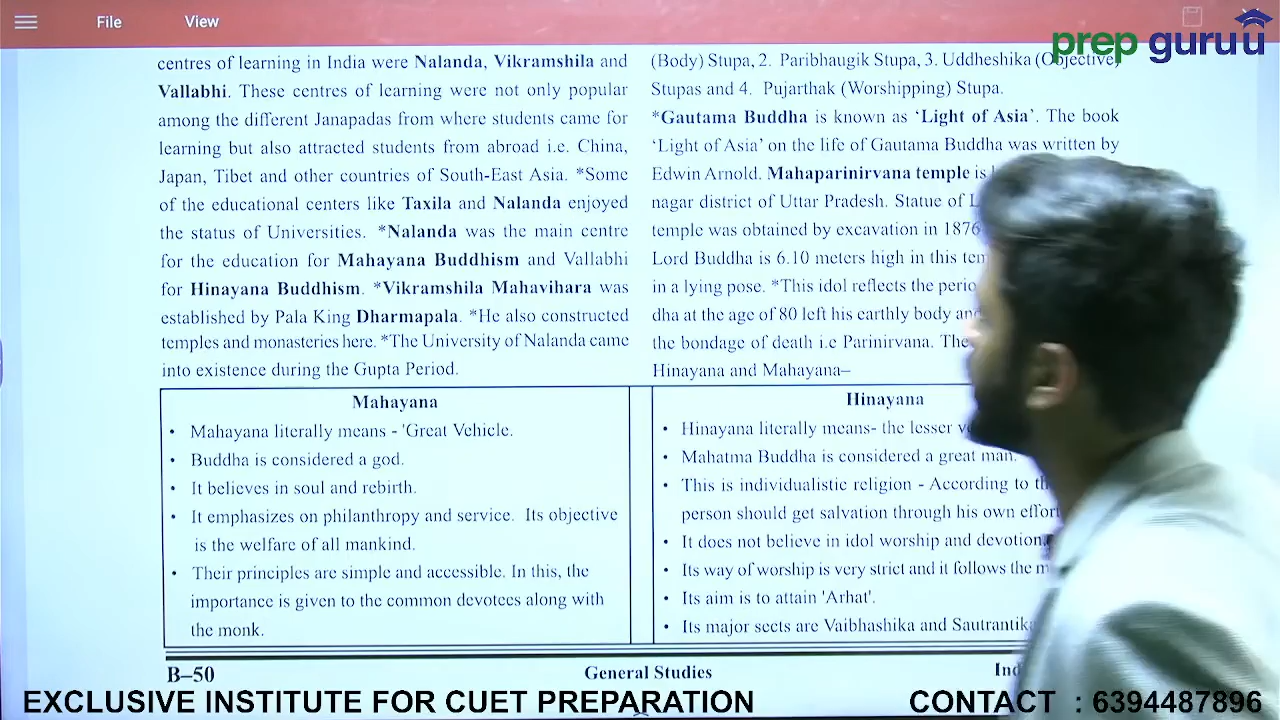 File View
prep guruu
centres of learning in India were Nalanda, Vikramshila and
Vallabhi. These centres of learning were not only popular
among the different Janapadas from where students came for
learning but also attracted students from abroad i.e. China,
Japan, Tibet and other countries of South-East Asia. *Some
of the educational centers like Taxila and Nalanda enjoyed
the status of Universities. *Nalanda was the main centre
for the education for Mahayana Buddhism and Vallabhi
for Hinayana Buddhism. *Vikramshila Mahavihara was
established by Pala King Dharmapala. *He also constructed
temples and monasteries here. *The University of Nalanda came
into existence during the Gupta Period.
(Body) Stupa, 2. Paribhaugik Stupa, 3. Uddheshika (Objective)
Stupas and 4. Pujarthak (Worshipping) Stupa.
*Gautama Buddha is known as ‘Light of Asia’. The book
‘Light of Asia’ on the life of Gautama Buddha was written by
Edwin Arnold. Mahaparinirvana temple is
nagar district of Uttar Pradesh. Statue of
temple was obtained by excavation in 1876
Lord Buddha is 6.10 meters high in this
in a lying pose. *This idol reflects the
dha at the age of 80 left his earthly body
the bondage of death i.e Parinirvana.
Hinayana and Mahayana–
Mahayana
• Mahayana literally means - 'Great Vehicle.
• Buddha is considered a god.
• It believes in soul and rebirth.
• It emphasizes on philanthropy and service. Its objective
is the welfare of all mankind.
• Their principles are simple and accessible. In this, the
importance is given to the common devotees along with
the monk.
Hinayana
• Hinayana literally means- the lesser
• Mahatma Buddha is considered a great man.
• This is individualistic religion - According to
person should get salvation through his own
• It does not believe in idol worship and devotion.
• Its way of worship is very strict and it follows the
• Its aim is to attain 'Arhat'.
• Its major sects are Vaibhashika and Sautrantika
B–50 General Studies
EXCLUSIVE INSTITUTE FOR CUET PREPARATION CONTACT : 6394487896